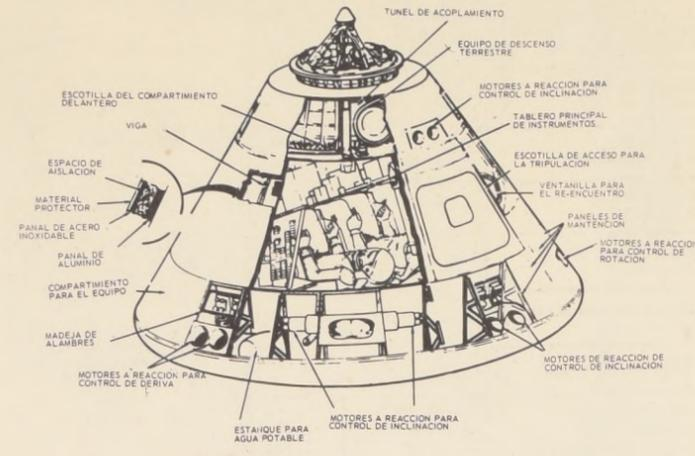 TUNEL DE ACOPLAMIENTO
EQUIPO DE DESCENSO
TERRESTRE
ESCOTILLA DEL COMPARTIMIENTO
DELANTERO
MOTORES A REACCION PARA
CONTROL DE INCLINACION
VIGA
TABLERO PRINCIPAL
DE INSTRUMENTOS
ESPACIO DE
AISLACION
ESCOTILLA DE ACCESO PARA
LA TRIPULACION
MATERIAL
PROTECTOR
VENTANILLA PARA
EL RE-ENCUENTRO
PANAL DE ACERO
INOXIDABLE
PANELES DE
MANTENCION
PANAL DE
ALUMINIO
MOTORES A REACCION
PARA CONTROL DE
ROTACION
COMPARTIMIENTO
PARA EL EQUIPO
MADEJA DE
ALAMBRES
MOTORES DE REACCION DE
CONTROL DE INCLINACION
MOTORES A REACCION PARA
CONTROL DE DERIVA
ESTANQUE PARA
AGUA POTABLE
MOTORES A REACCION PARA
CONTROL DE INCLINACION